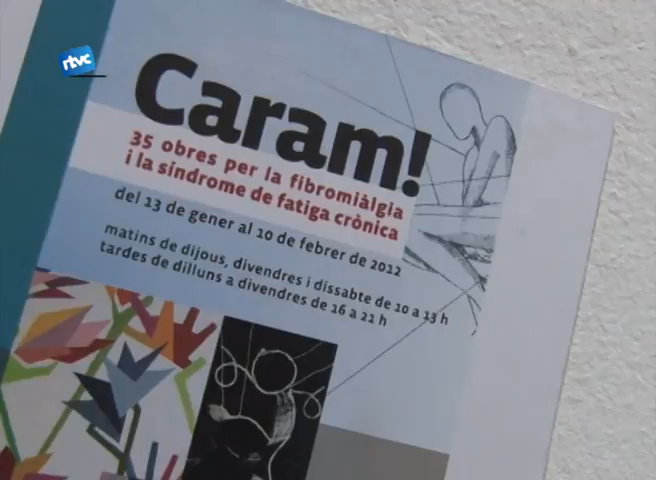 rtvc
Caram!
35 obres per la fibromiàlgia
i la síndrome de fatiga crònica
del 13 de gener al 10 de febrer de 2012
matins de dijous, divendres i dissabte de 10 a 13 h
tardes de dilluns a divendres de 16 a 21 h